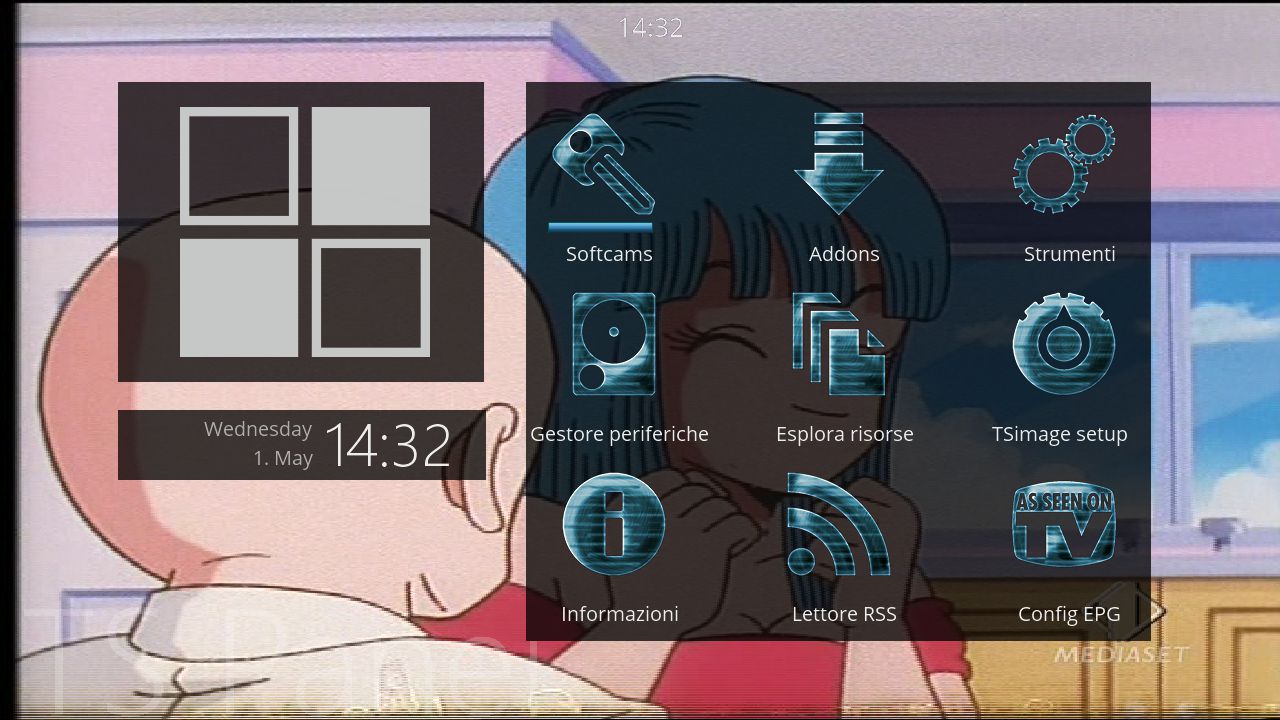 14:32
Softcams
Addons
Strumenti
Gestore periferiche
Esplora risorse
TSimage setup
Wednesday
1. May
14:32
AS SEEN ON
TV
Informazioni
Lettore RSS
Config EPG
MEDIASET